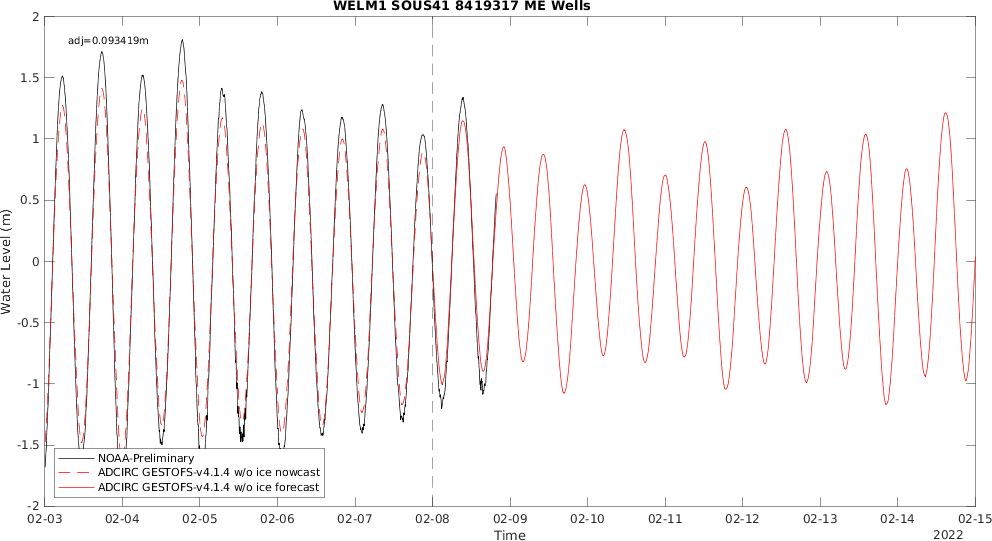 WELM1 SOUS41 8419317 ME Wells
adj=0.093419m
Water Level (m)
2
1.5
1
0.5
0
-0.5
-1
-1.5
-2
NOAA-Preliminary
ADCIRC GESTOFS-v4.1.4 w/o ice nowcast
ADCIRC GESTOFS-v4.1.4 w/o ice forecast
02-03 02-04 02-05 02-06 02-07 02-08 02-09 02-10 02-11 02-12 02-13 02-14 02-15
Time
2022